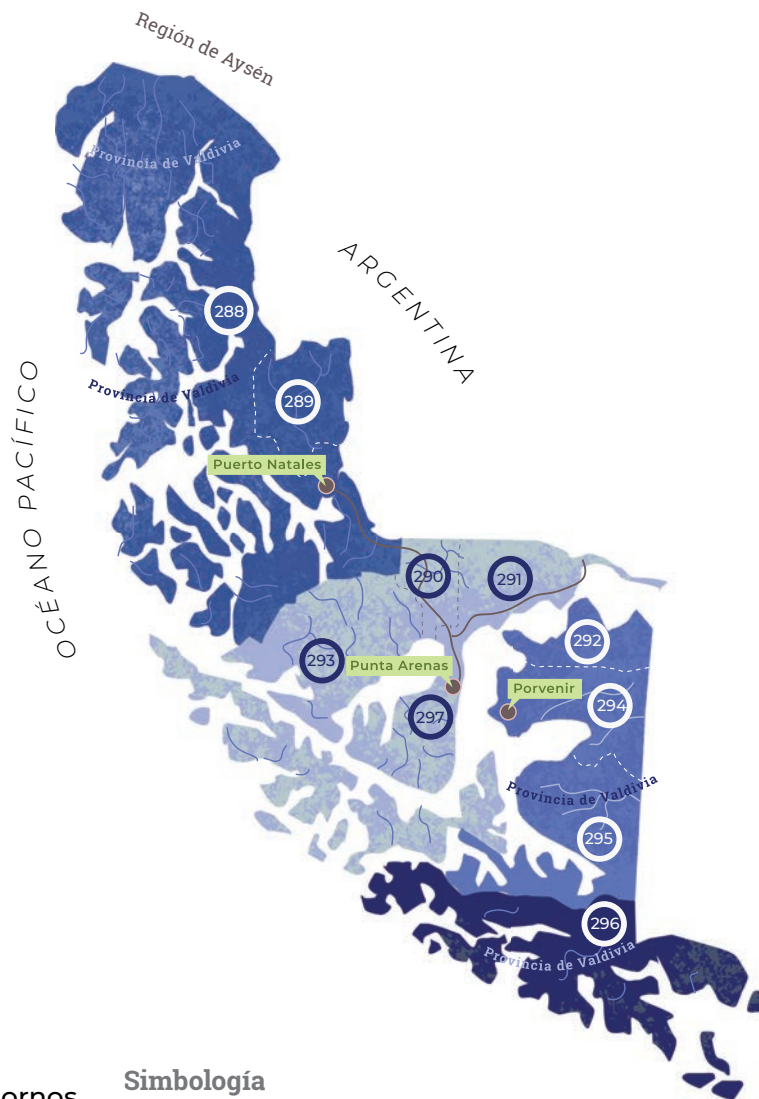 Región de Aysén
Provincia de Valdivia
ARGENTINA
288
OCÉANO PACÍFICO
Provincia de Valdivia
289
Puerto Natales
290
291
292
293
Punta Arenas
Porvenir
294
297
Provincia de Valdivia
295
296
Provincia de Valdivia
Simbología
ornos